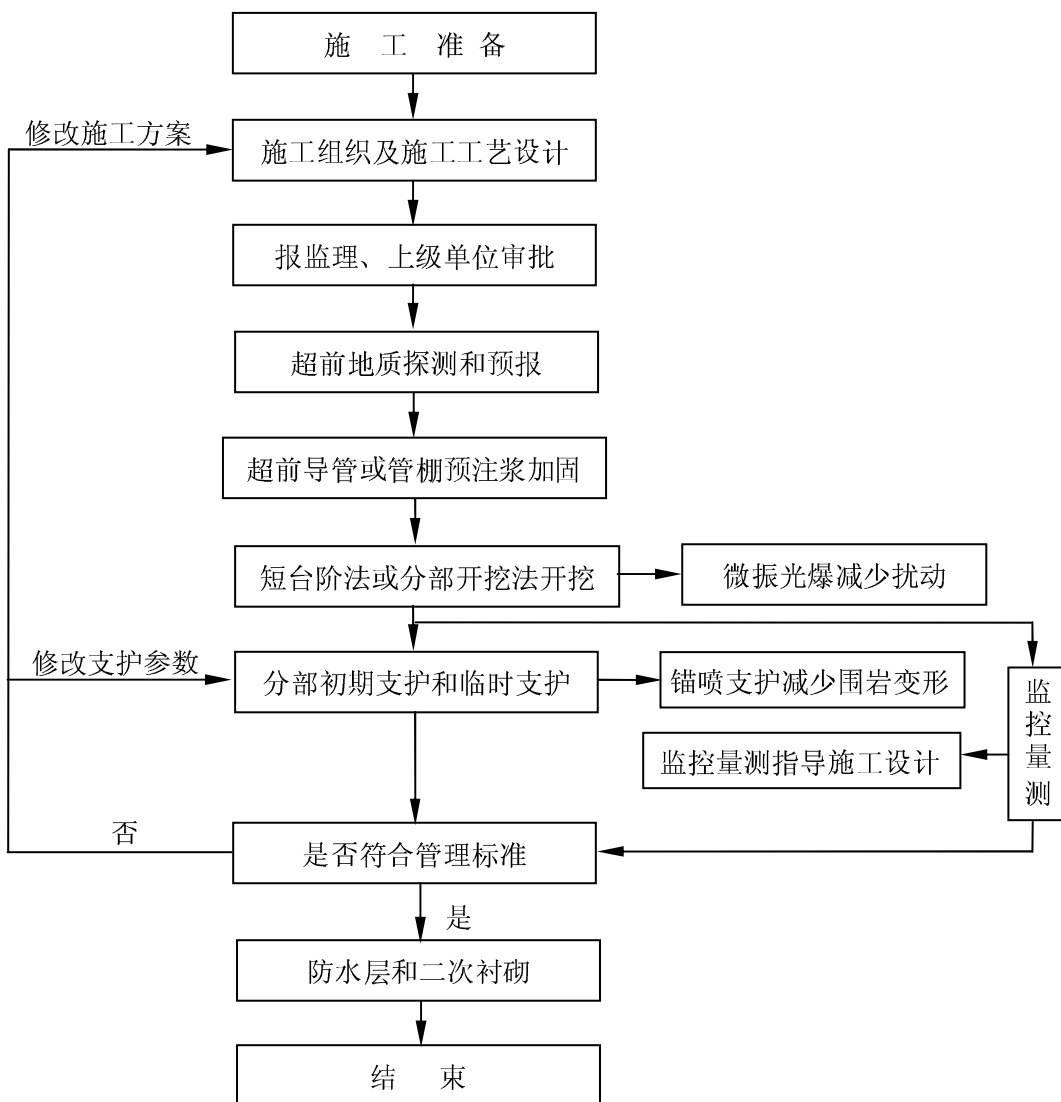 施 工 准 备
修改施工方案
施工组织及施工工艺设计
报监理、上级单位审批
超前地质探测和预报
超前导管或管棚预注浆加固
短台阶法或分部开挖法开挖
微振光爆减少扰动
修改支护参数
分部初期支护和临时支护
锚喷支护减少围岩变形
监控量测
监控量测指导施工设计
否
是否符合管理标准
是
防水层和二次衬砌
结 束